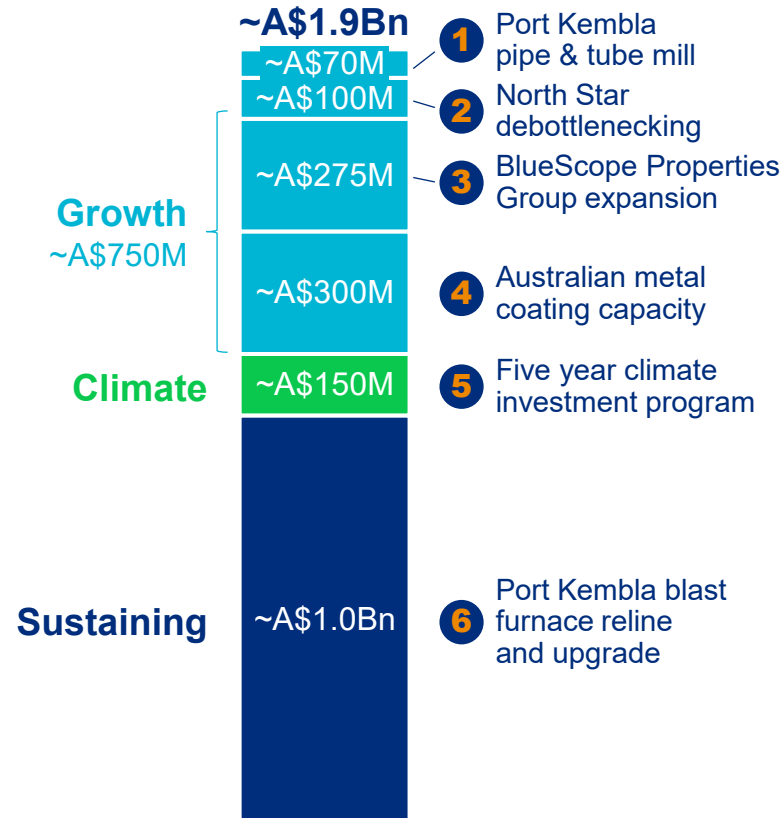 ~A$1.9Bn
~A$70M
1
Port Kembla
pipe & tube mill
~A$100M
2
North Star
debottlenecking
~A$275M
3
BlueScope Properties
Group expansion
Growth
~A$750M
~A$300M
4
Australian metal
coating capacity
Climate
~A$150M
5
Five year climate
investment program
Sustaining
~A$1.0Bn
6
Port Kembla blast
furnace reline
and upgrade